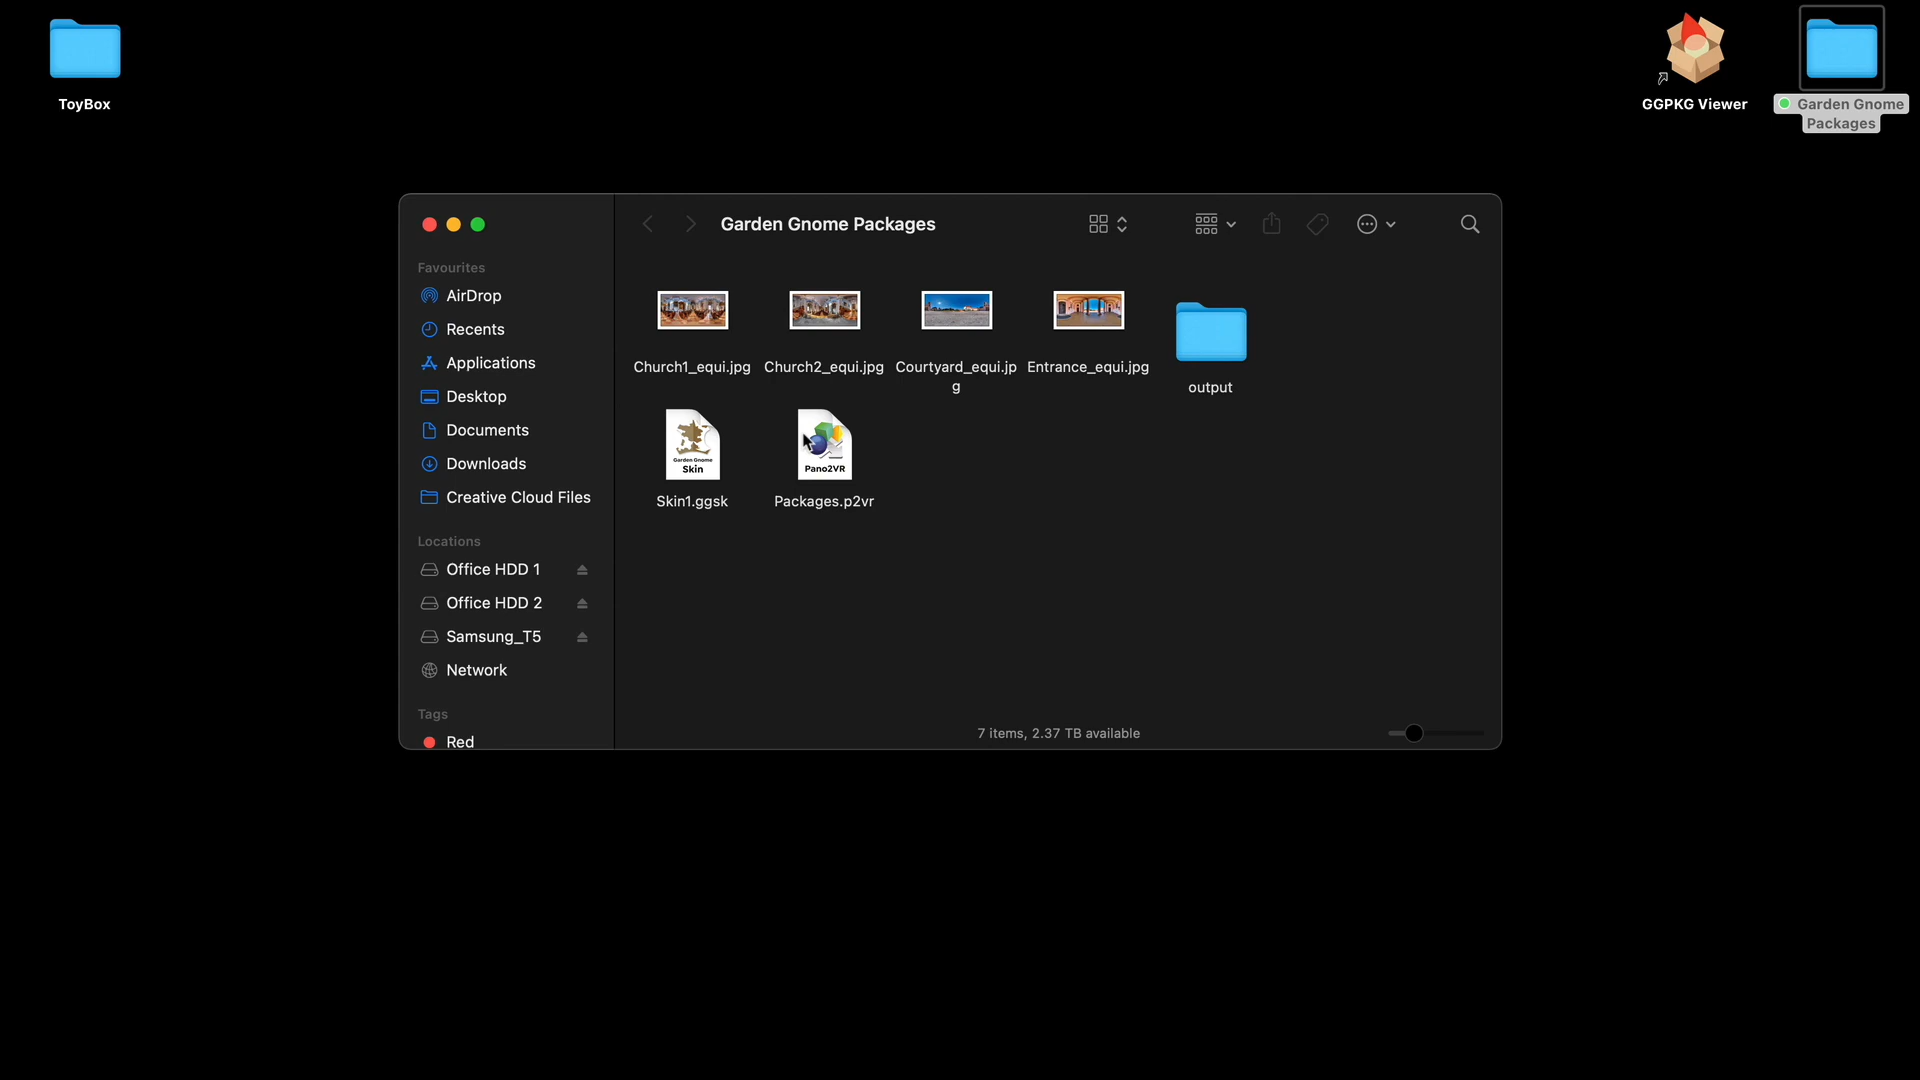 ToyBox
GGPKG Viewer
Garden Gnome
Packages
Garden Gnome Packages
Favourites
AirDrop
Recents
Applications
Desktop
Documents
Downloads
Creative Cloud Files
Locations
Office HDD 1
Office HDD 2
Samsung_T5
Network
Tags
Red
Church1_equi.jpg
Church2_equi.jpg
Courtyard_equi.jp
g
Entrance_equi.jpg
output
Garden Gnome
Skin
Skin1.ggsk
Pano2VR
Packages.p2vr
7 items, 2.37 TB available